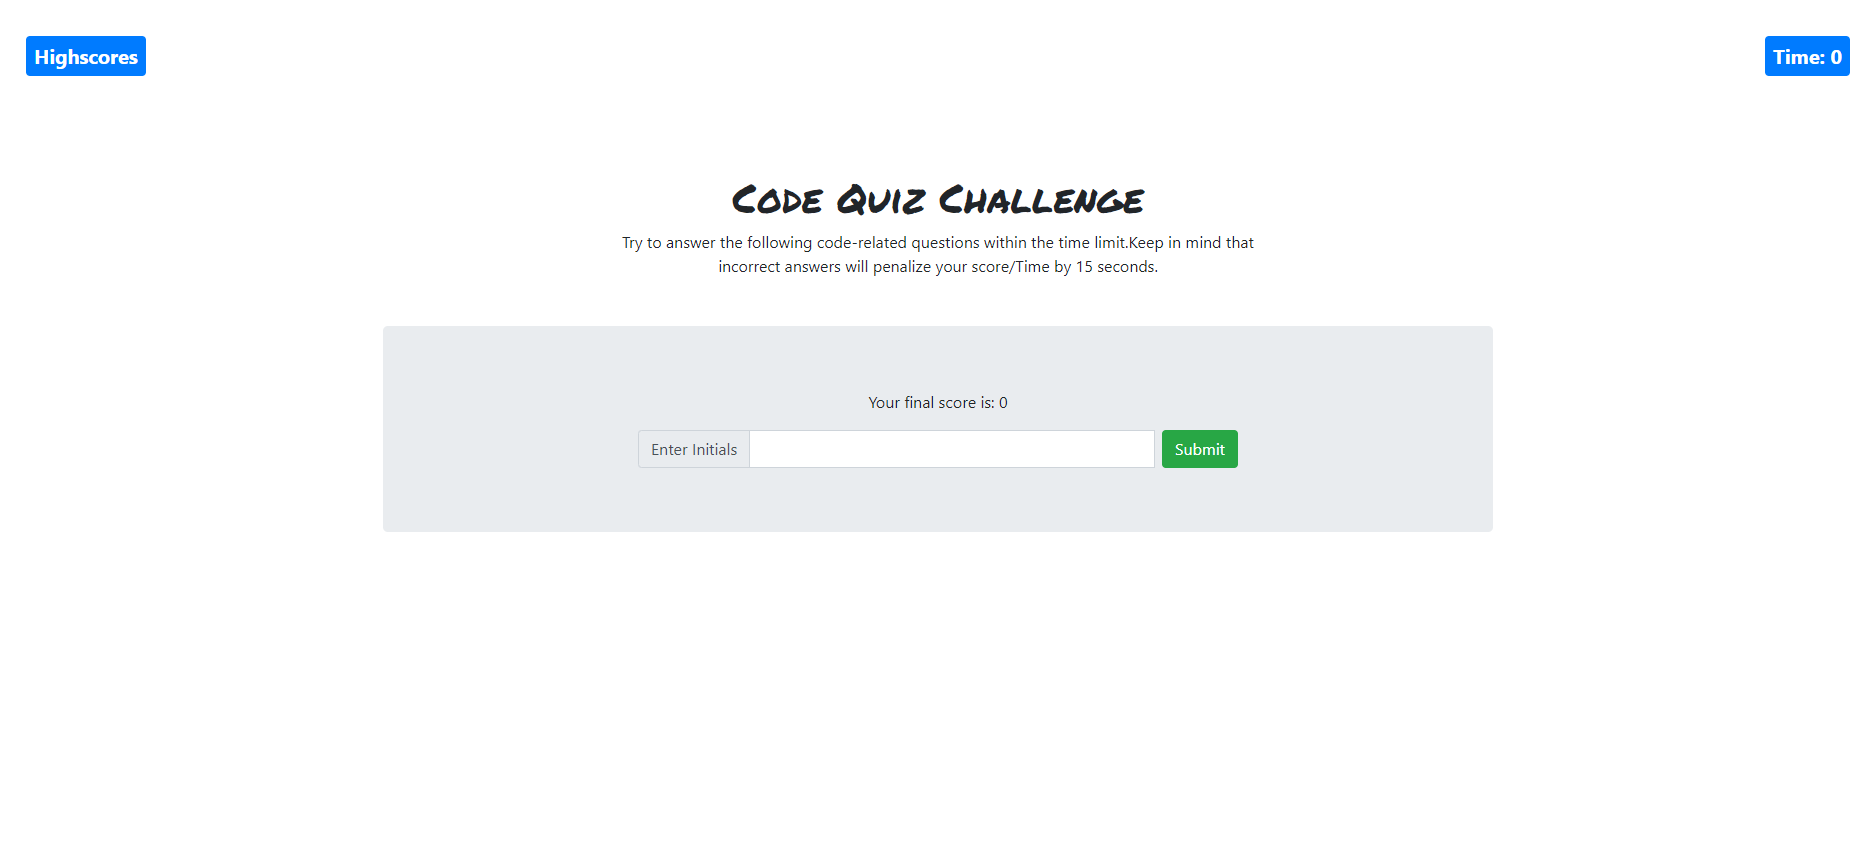 Highscores
Time: 0
Code Quiz Challenge
Try to answer the following code-related questions within the time limit.Keep in mind that
incorrect answers will penalize your score/Time by 15 seconds.
Your final score is: 0
Enter Initials
Submit